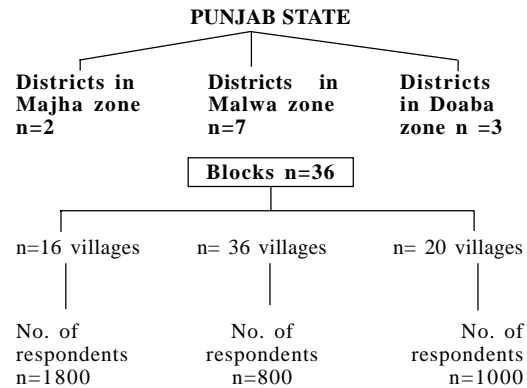 PUNJAB STATE
Districts in
Majha zone
n=2
Districts in
Malwa zone
n=7
Districts
in Doaba
zone n =3
Blocks n=36
n=16 villages
n= 36 villages
n= 20 villages
No. of
respondents
n=1800
No. of
respondents
n=800
No. of
respondents
n=1000